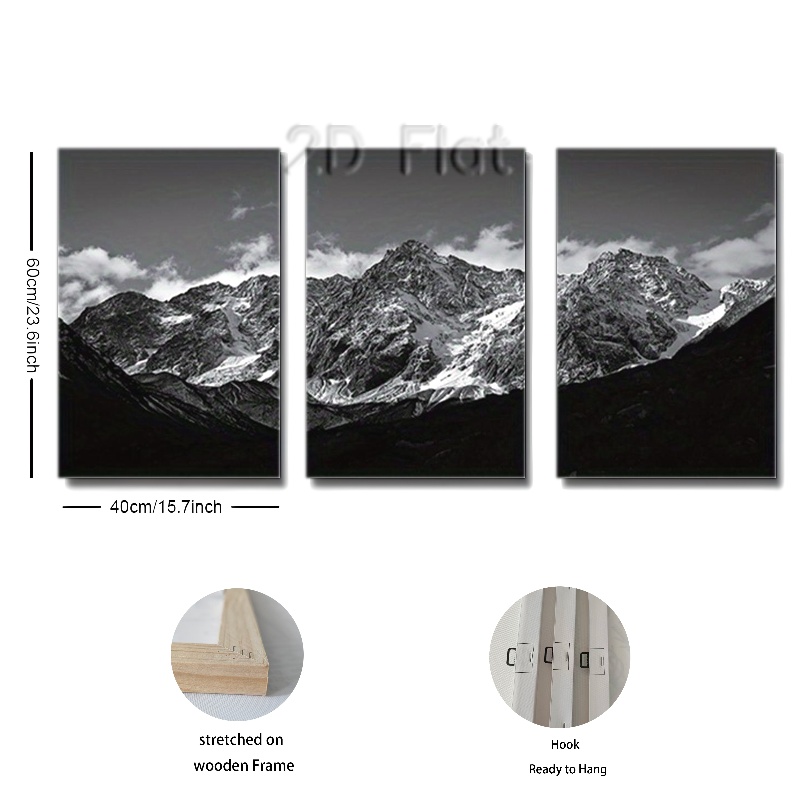 2D Flat
60cm/23.6inch
40cm/15.7inch
stretched on
wooden Frame
Hook
Ready to Hang